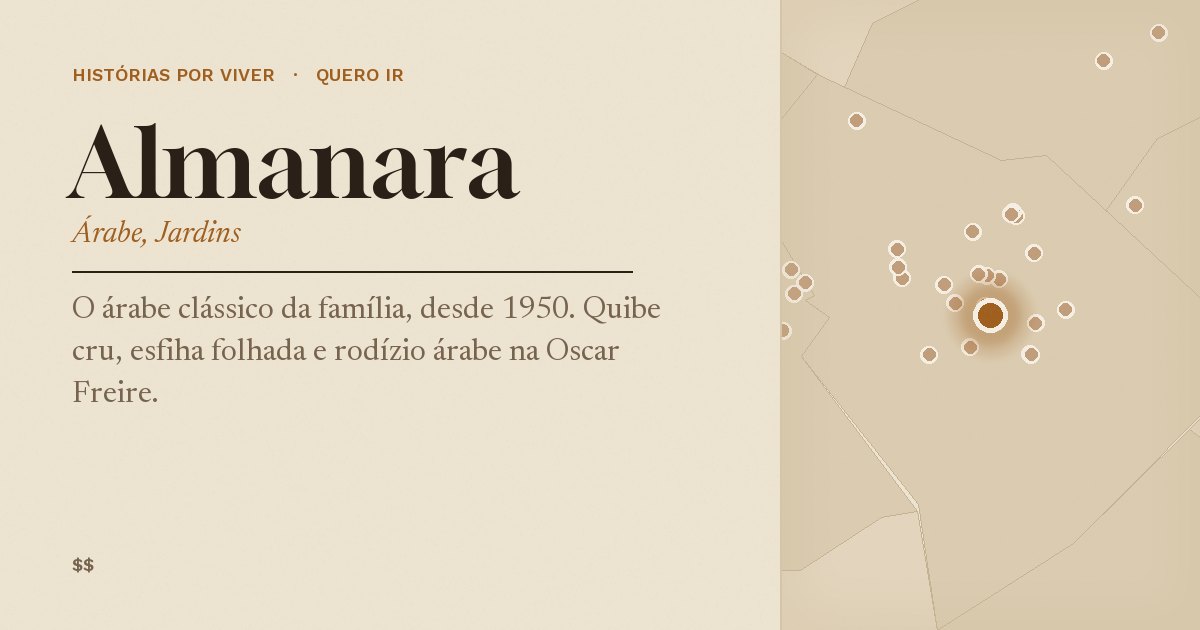 HISTÓRIAS POR VIVER · QUERO IR
Almanara
Árabe, Jardins
O árabe clássico da família, desde 1950. Quibe
cru, esfiha folhada e rodízio árabe na Oscar
Freire.
$$